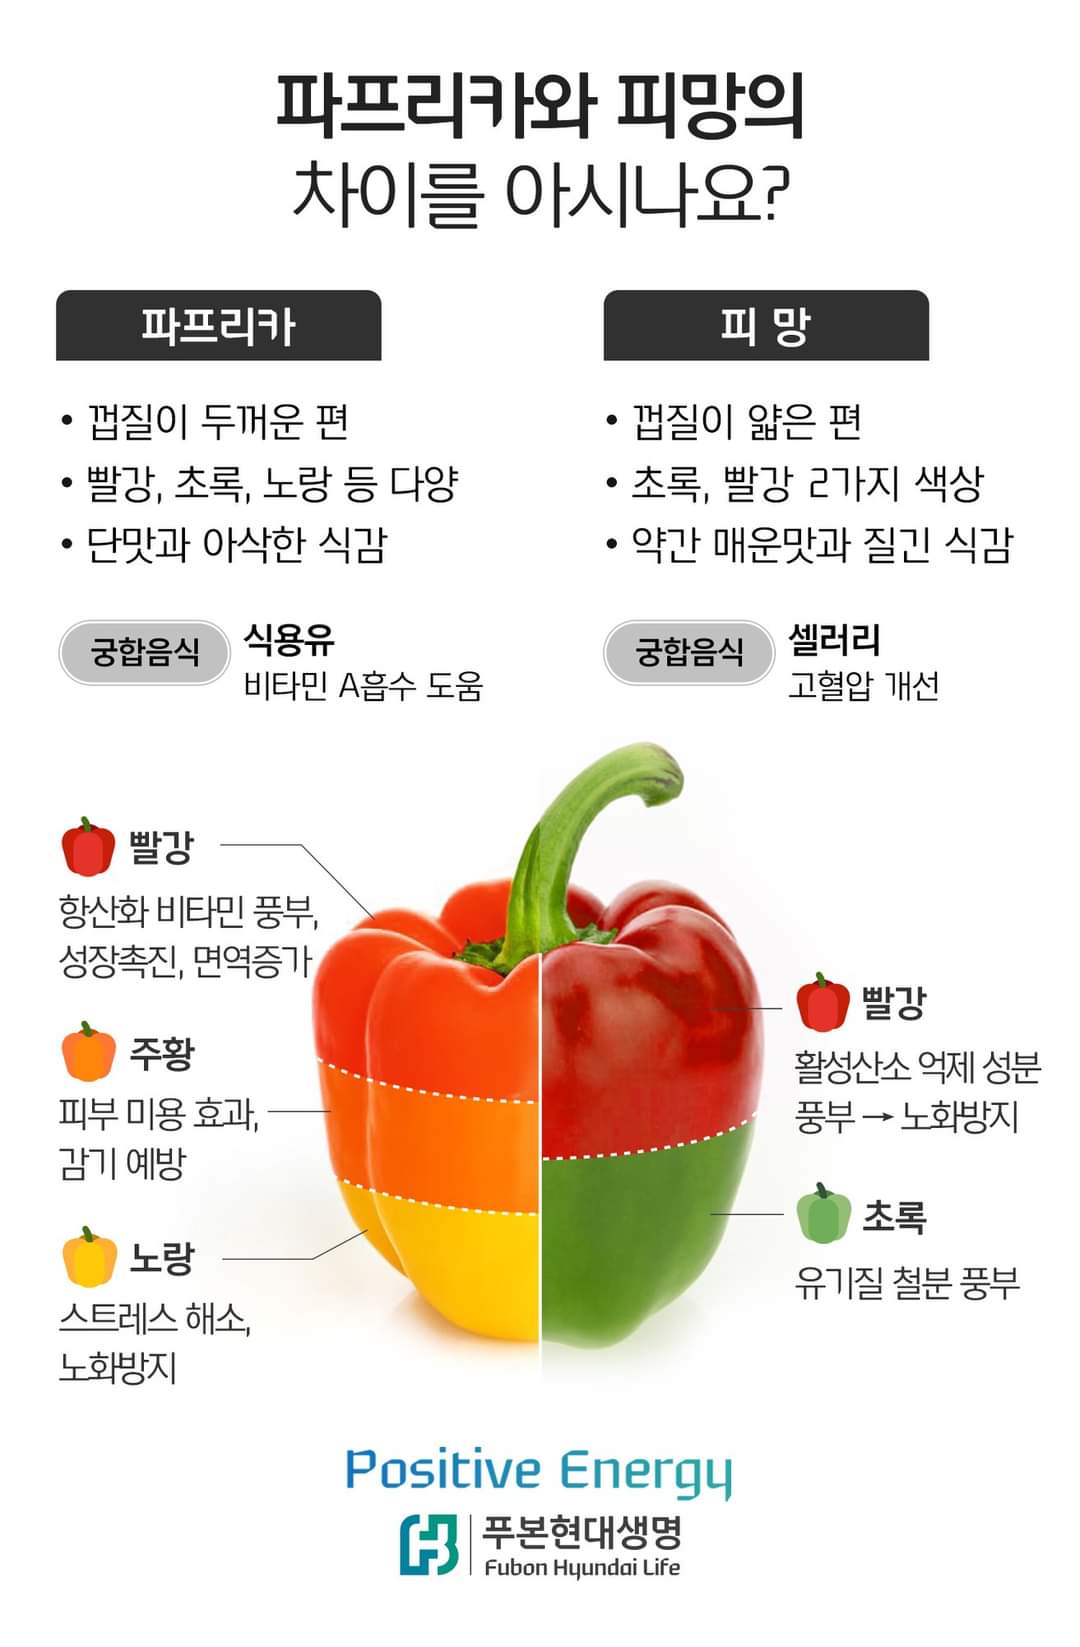 파프리카와 피망의
차이를 아시나요?
파프리카
• 껍질이 두꺼운 편
• 빨강, 초록, 노랑 등 다양
• 단맛과 아삭한 식감
궁합음식
식용유
비타민 A흡수 도움
피 망
• 껍질이 얇은 편
• 초록, 빨강 2가지 색상
• 약간 매운맛과 질긴 식감
궁합음식
셀러리
고혈압 개선
빨강
항산화 비타민 풍부,
성장촉진, 면역증가
주황
피부 미용 효과,
감기 예방
노랑
스트레스 해소,
노화방지
빨강
활성산소 억제 성분
풍부 → 노화방지
초록
유기질 철분 풍부
Positive Energy
푸본현대생명
Fubon Hyundai Life